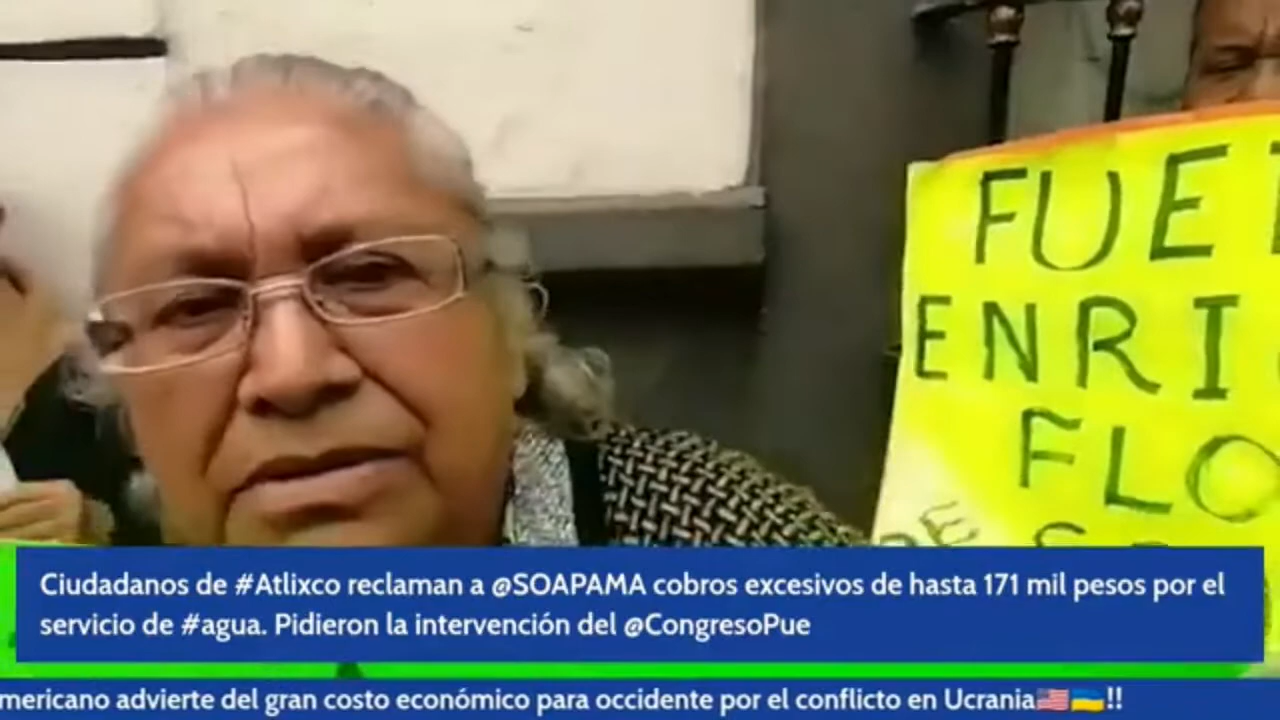 FUE
ENRI
FLO
DE
Ciudadanos de #Atlixco reclaman a @SOAPAMA cobros excesivos de hasta 171 mil pesos por el
servicio de #agua. Pidieron la intervención del @CongresoPue
mericano advierte del gran costo económico para occidente por el conflicto en Ucrania🇺🇸🇺🇦!!